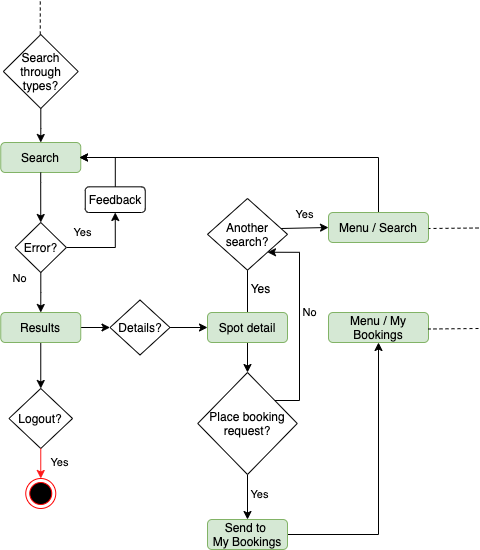 Search
through
types?
Search
Feedback
Another
search?
Yes
Menu / Search
Error?
Yes
No
Yes
Results
Details?
Spot detail
No
Menu / My
Bookings
Logout?
Place booking
request?
Yes
Yes
Send to
My Bookings